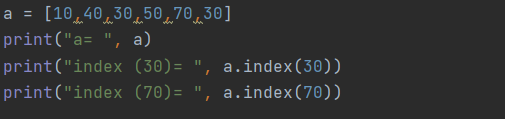 a = [10,40,30,50,70,30]
print("a= ", a)
print("index (30)= ", a.index(30))
print("index (70)= ", a.index(70))